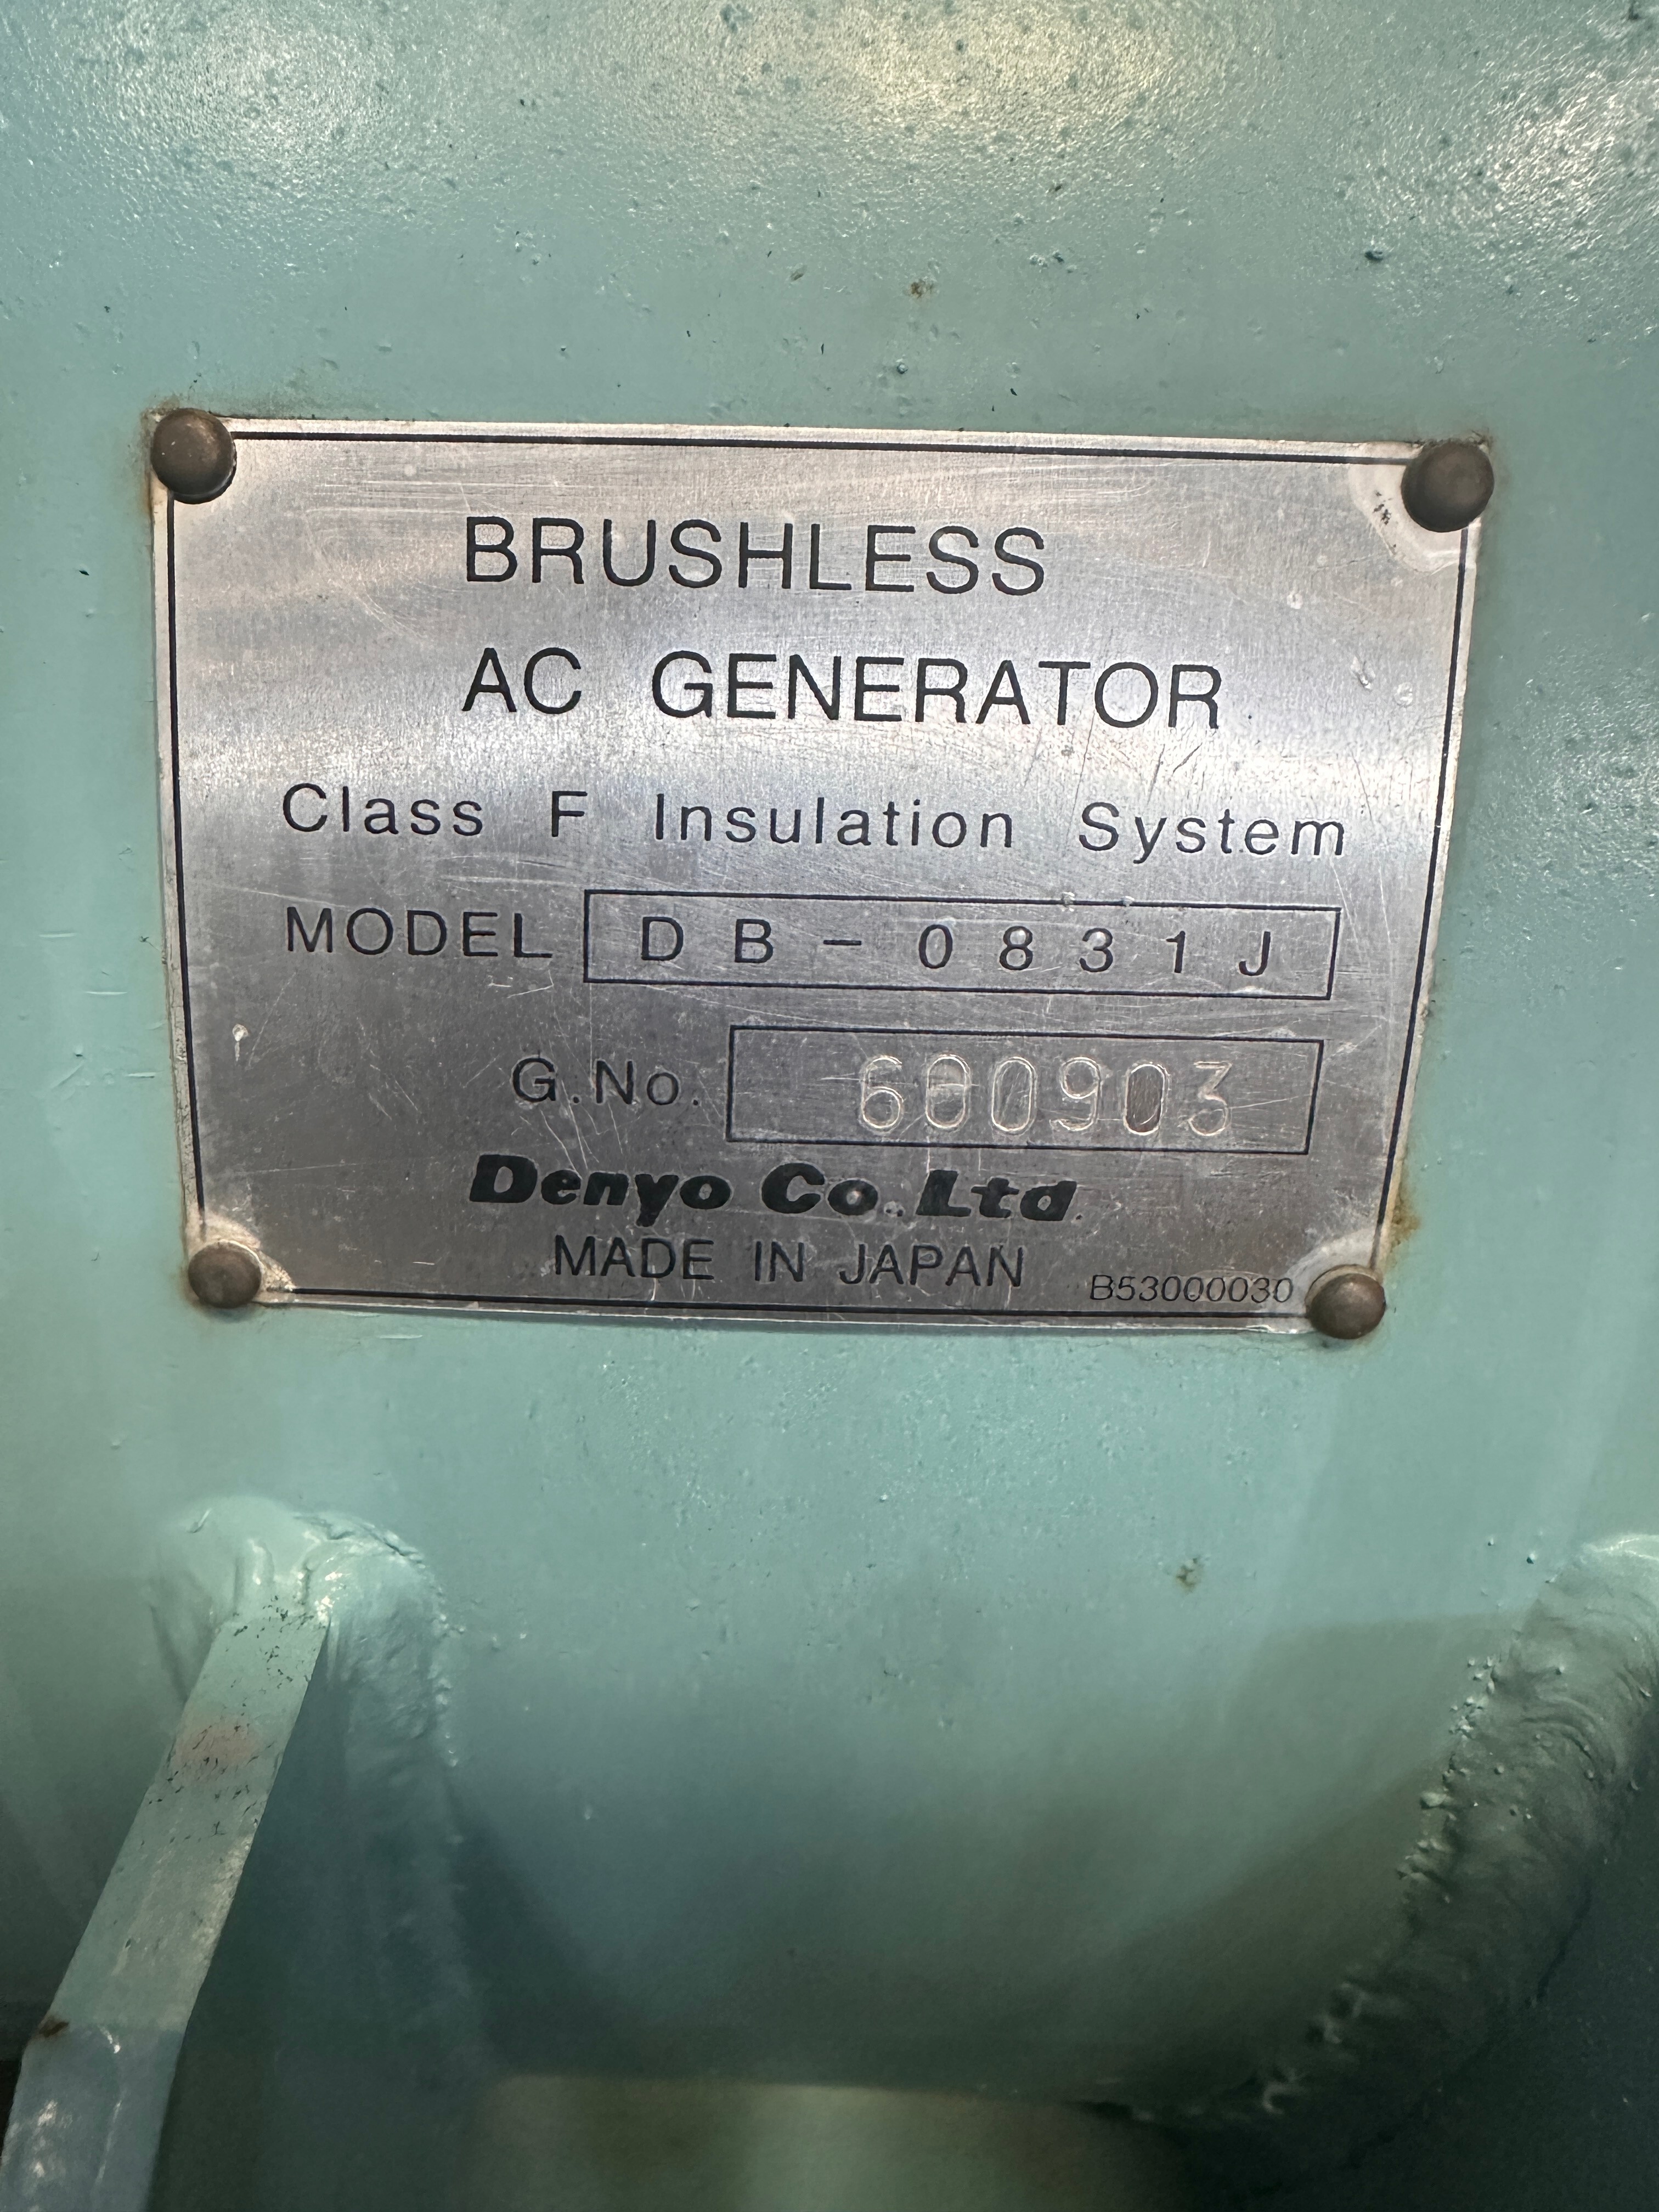 BRUSHLESS
AC GENERATOR
Class F Insulation System
MODEL DB-0831J
G.No. 600903
Denyo Co.,Ltd.
MADE IN JAPAN B53000030